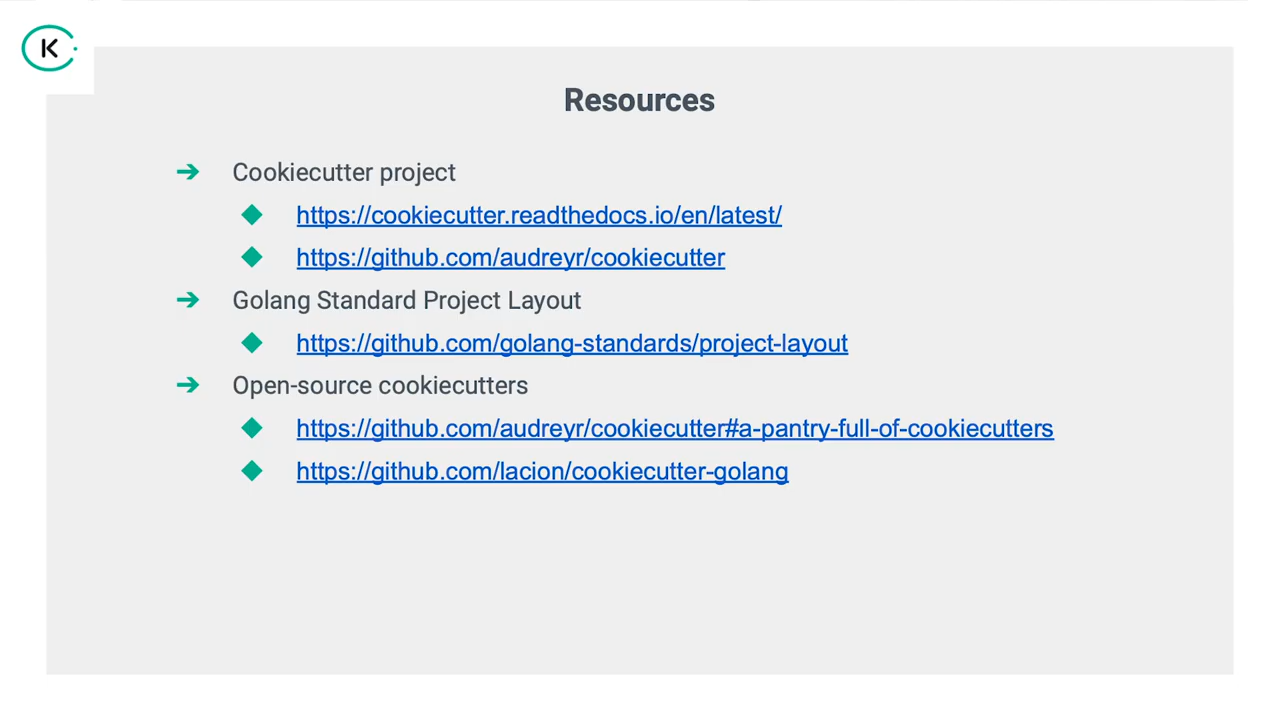 K
Resources
Cookiecutter project
https://cookiecutter.readthedocs.io/en/latest/
https://github.com/audreyr/cookiecutter
Golang Standard Project Layout
https://github.com/golang-standards/project-layout
Open-source cookiecutters
https://github.com/audreyr/cookiecutter#a-pantry-full-of-cookiecutters
https://github.com/lacion/cookiecutter-golang